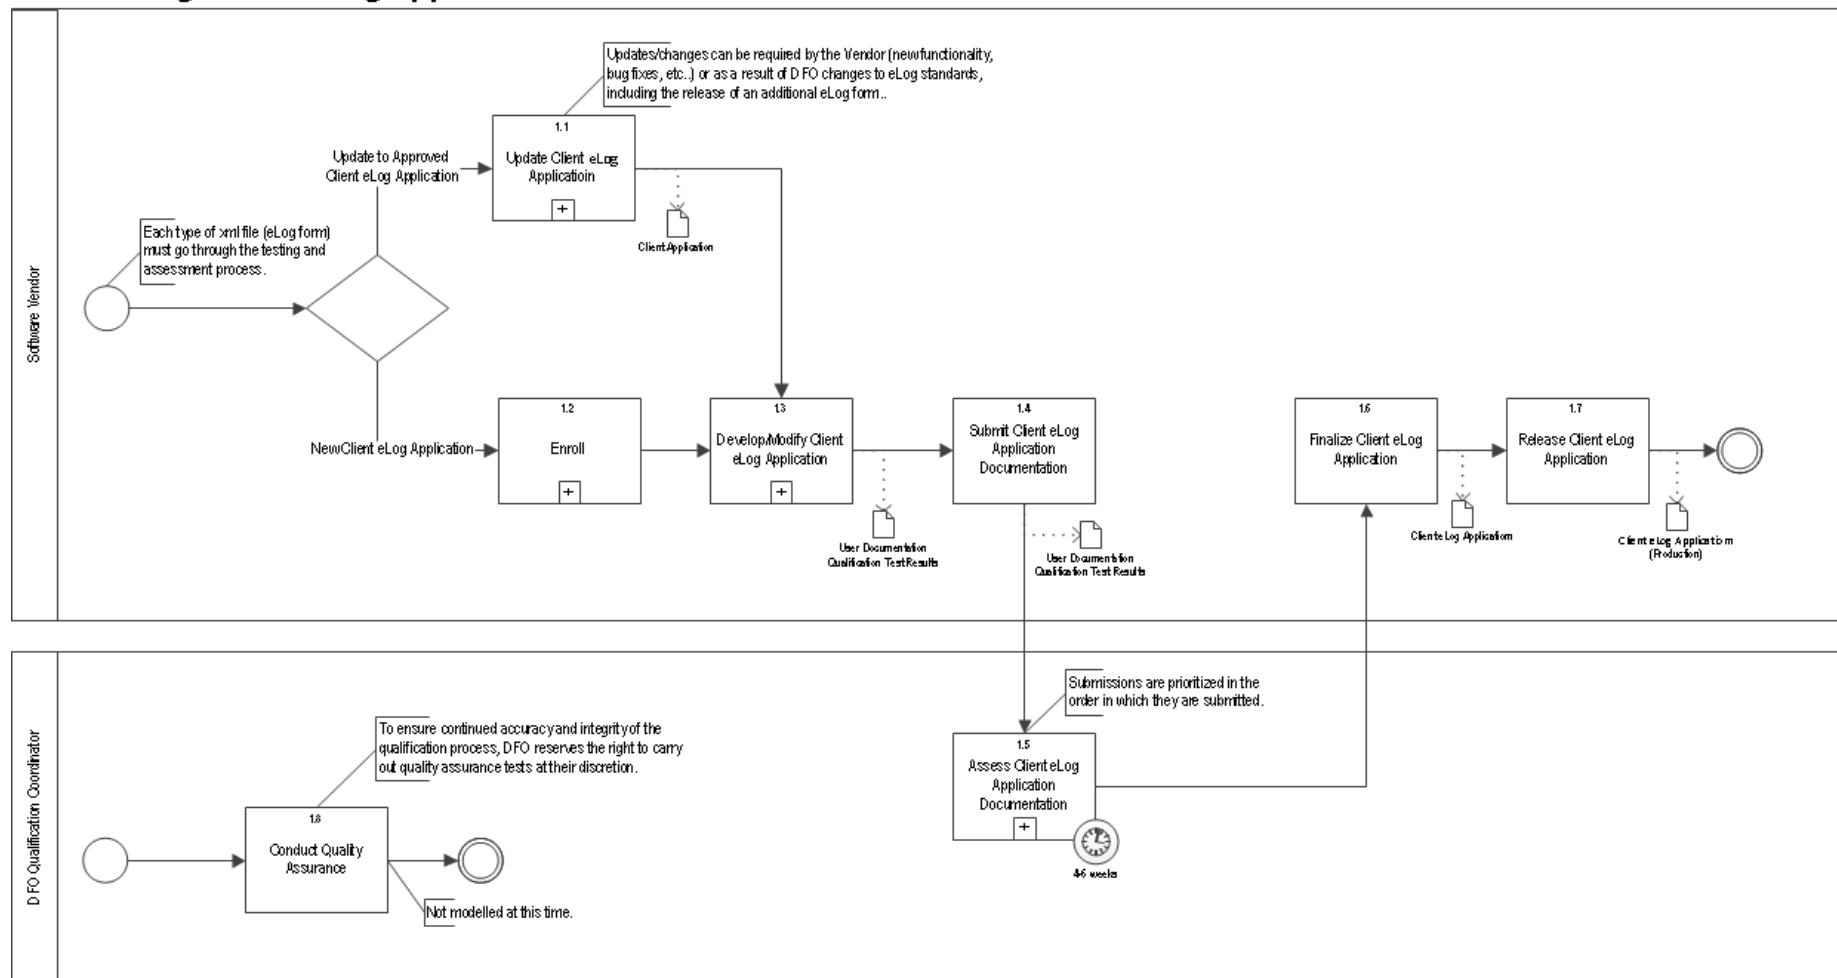 Updates/changes can be required by the Vendor (new functionality,
bug fixes, etc..) or as a result of DFO changes to eLog standards,
including the release of an additional eLog form..
1.1
Update Client eLog
Applicatioin
Update to Approved
Client eLog Application
Client Application
Each type of xml file (eLog form)
must go through the testing and
assessment process.
Software Vendor
New Client eLog Application
1.2
Enroll
1.3
Develop/Modify Client
eLog Application
User Documentation
Qualification Test Results
1.4
Submit Client eLog
Application
Documentation
User Documentation
Qualification Test Results
1.6
Finalize Client eLog
Application
Client eLog Application
1.7
Release Client eLog
Application
Client eLog Application
(Production)
DFO Qualification Coordinator
To ensure continued accuracy and integrity of the
qualification process, DFO reserves the right to carry
out quality assurance tests at their discretion.
1.8
Conduct Quality
Assurance
Not modelled at this time.
Submissions are prioritized in the
order in which they are submitted.
1.5
Assess Client eLog
Application
Documentation
4-6 weeks